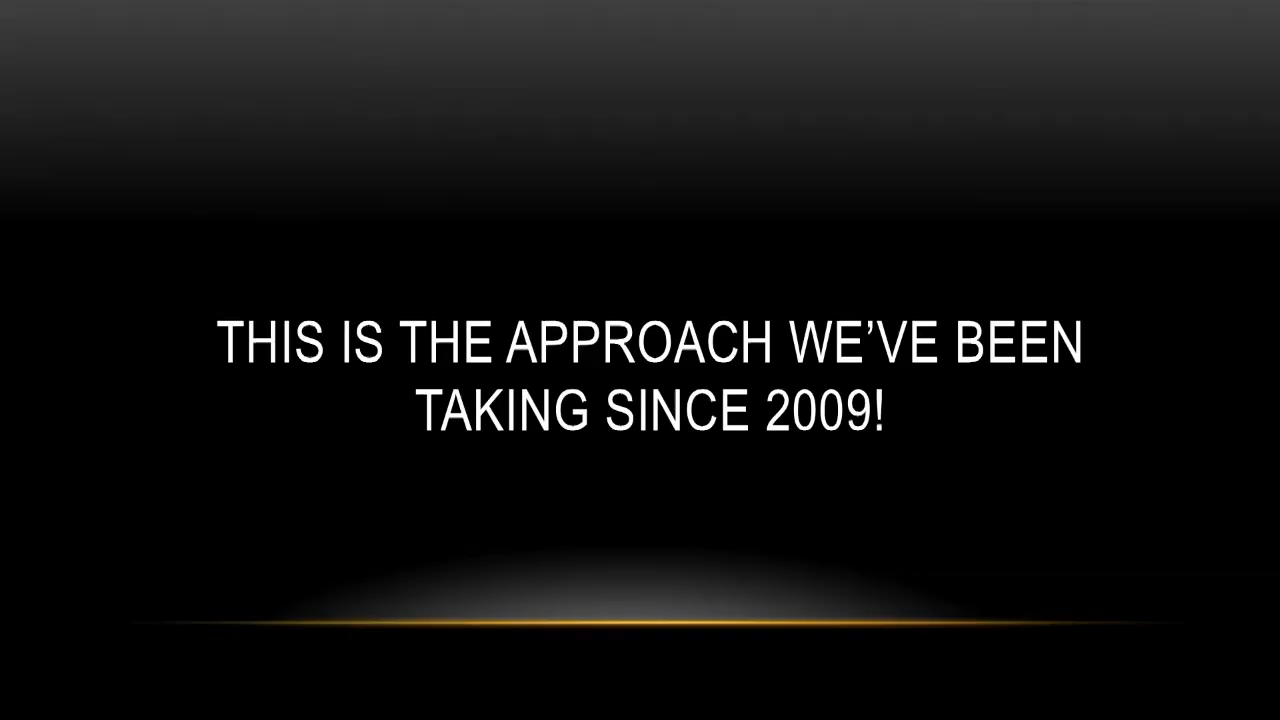 THIS IS THE APPROACH WE’VE BEEN
TAKING SINCE 2009!